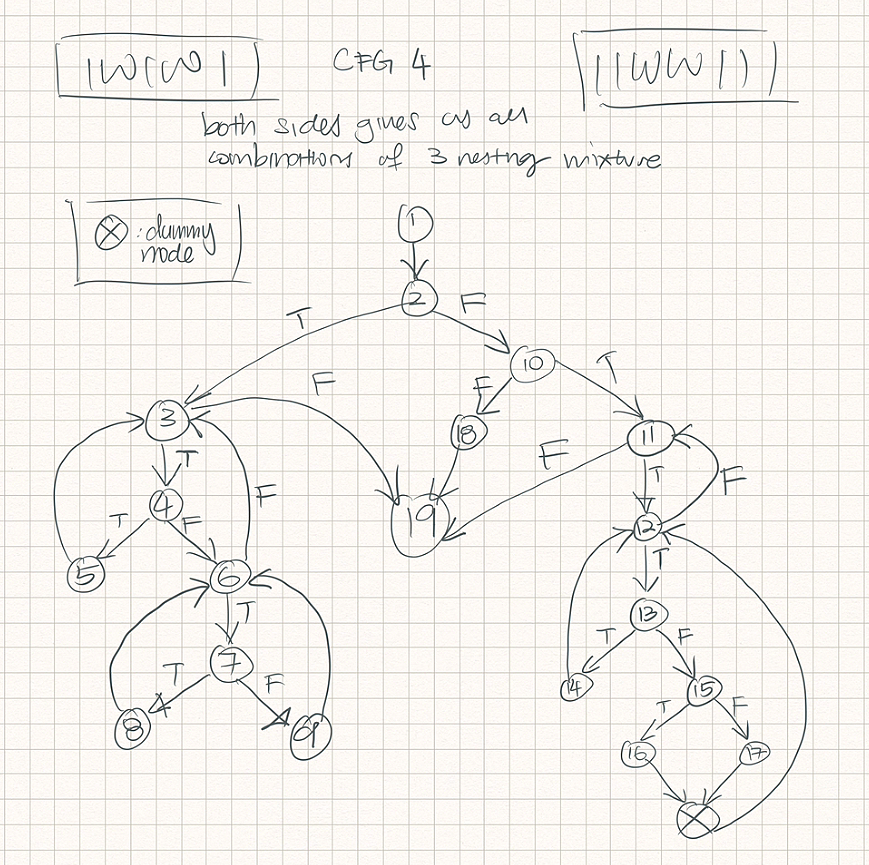 IWIWI
CFG 4
IIWWII
both sides gives us all
combinations of 3 nesting mixture
: dummy
node
1
2
T
F
10
F
T
F
3
18
11
F
T
T
F
4
19
T
F
F
12
T
5
6
T
13
T
F
7
14
15
T
F
T
F
8
9
16
17